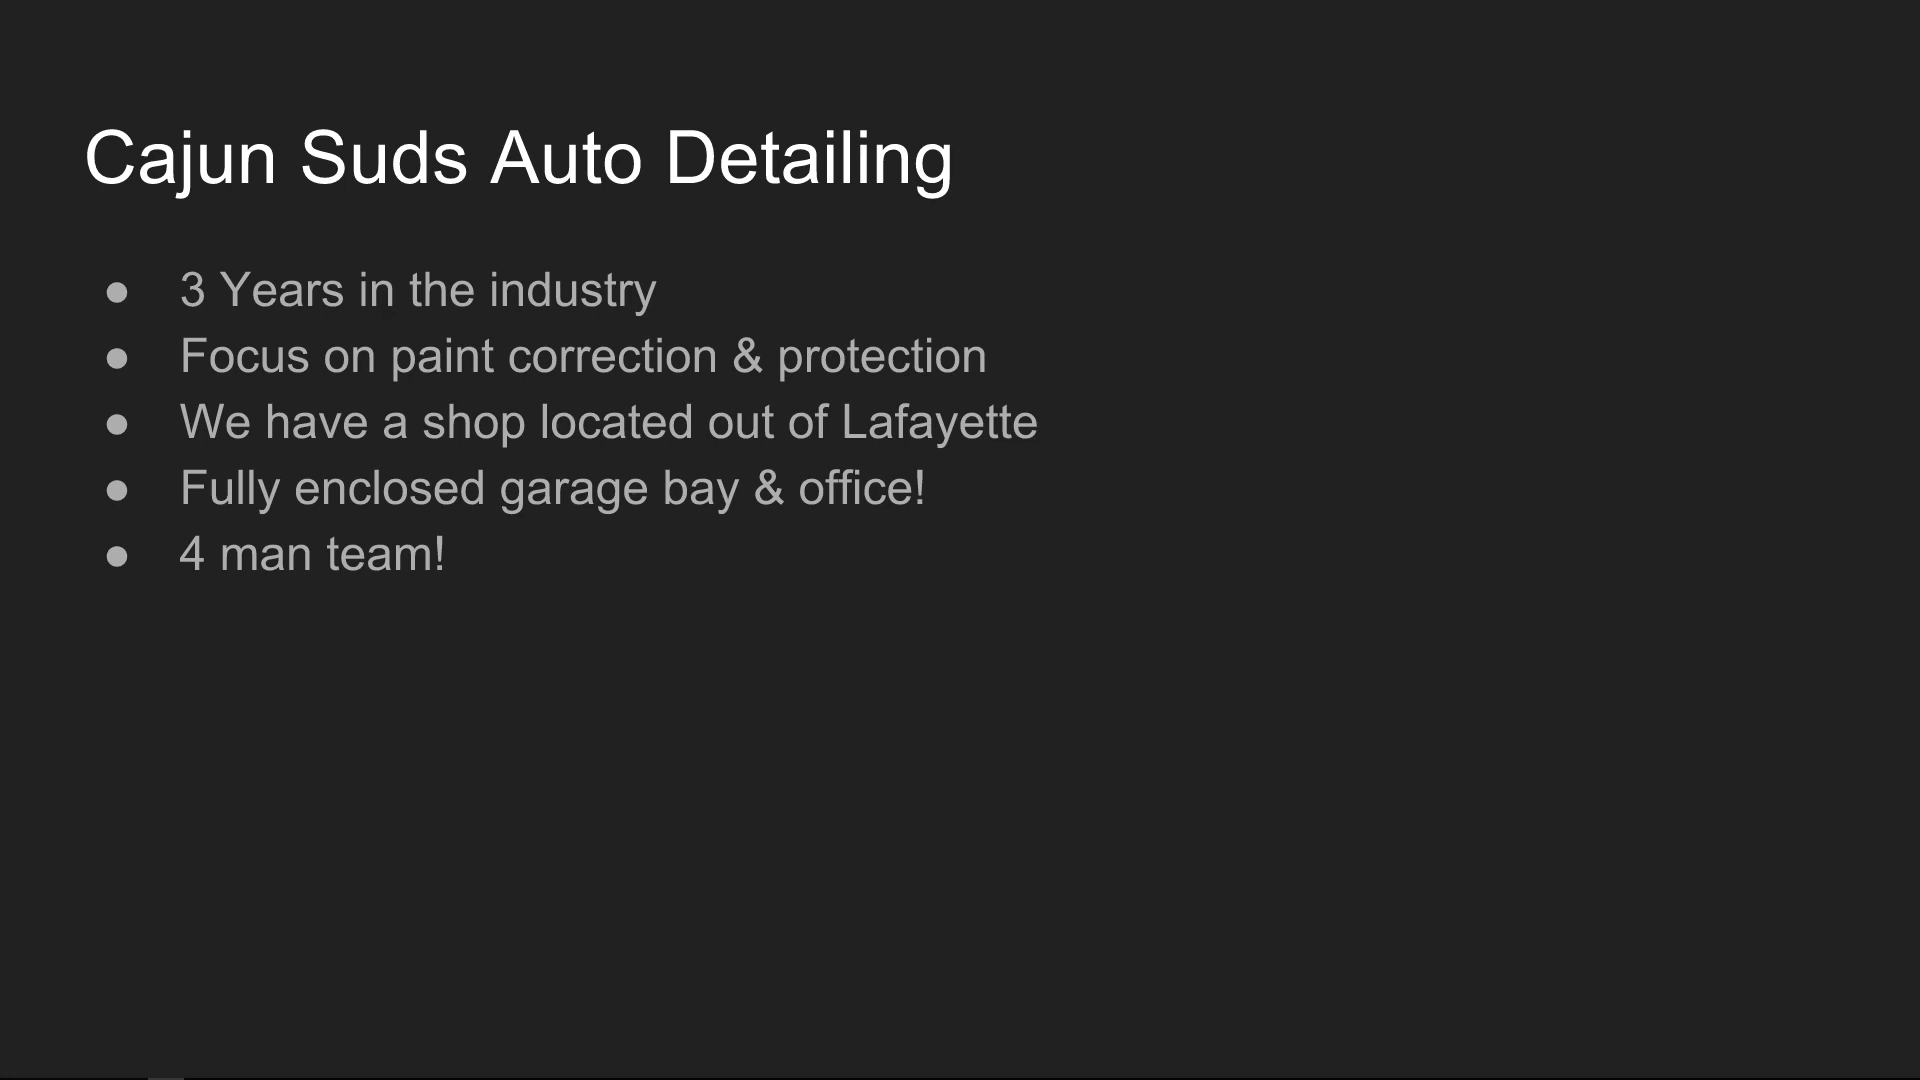 Cajun Suds Auto Detailing
● 3 Years in the industry
● Focus on paint correction & protection
● We have a shop located out of Lafayette
● Fully enclosed garage bay & office!
● 4 man team!